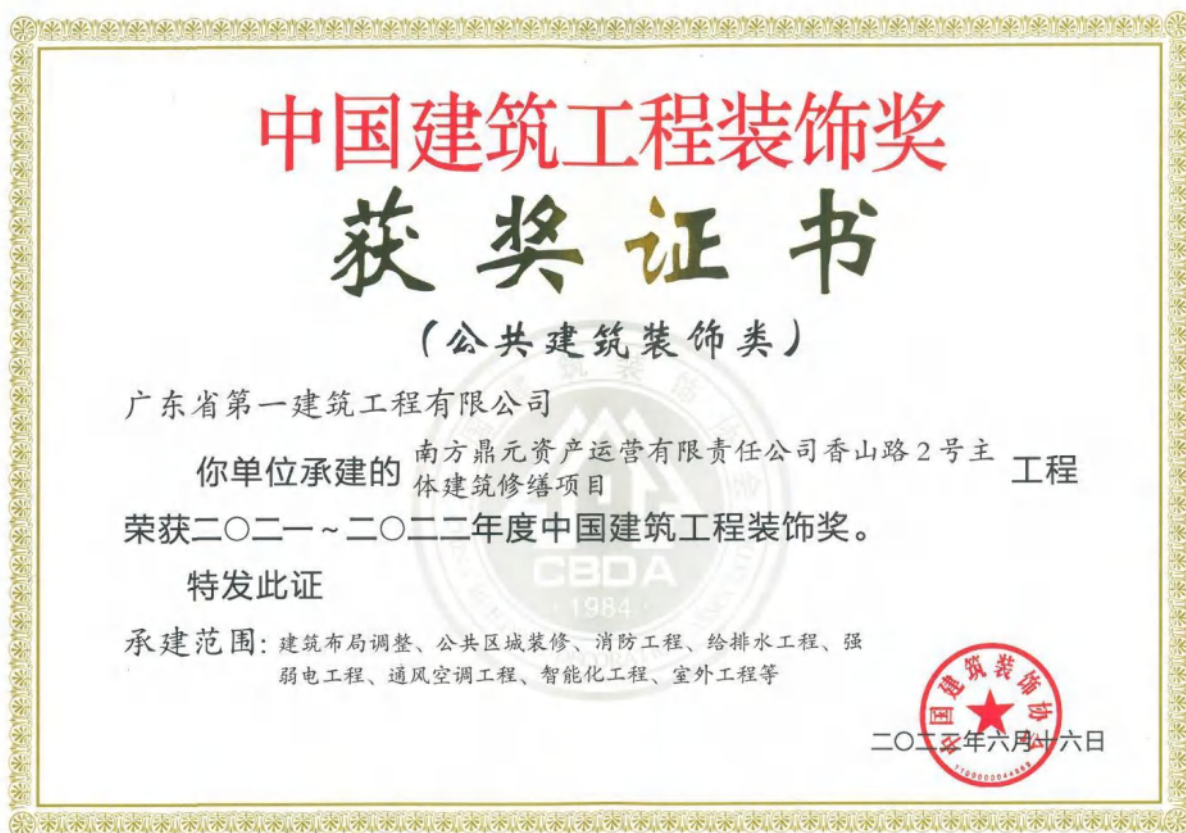 中国建筑工程装饰奖
获奖证书
(公共建筑装饰类)
广东省第一建筑工程有限公司
你单位承建的 南方鼎元资产运营有限责任公司香山路2号主 工程
体建筑修缮项目
荣获二〇二一~二〇二二年度中国建筑工程装饰奖。
特发此证
CBDA
1984
承建范围: 建筑布局调整、公共区域装修、消防工程、给排水工程、强
弱电工程、通风空调工程、智能化工程、室外工程等
中国建筑装饰协会
二〇二三年六月十六日